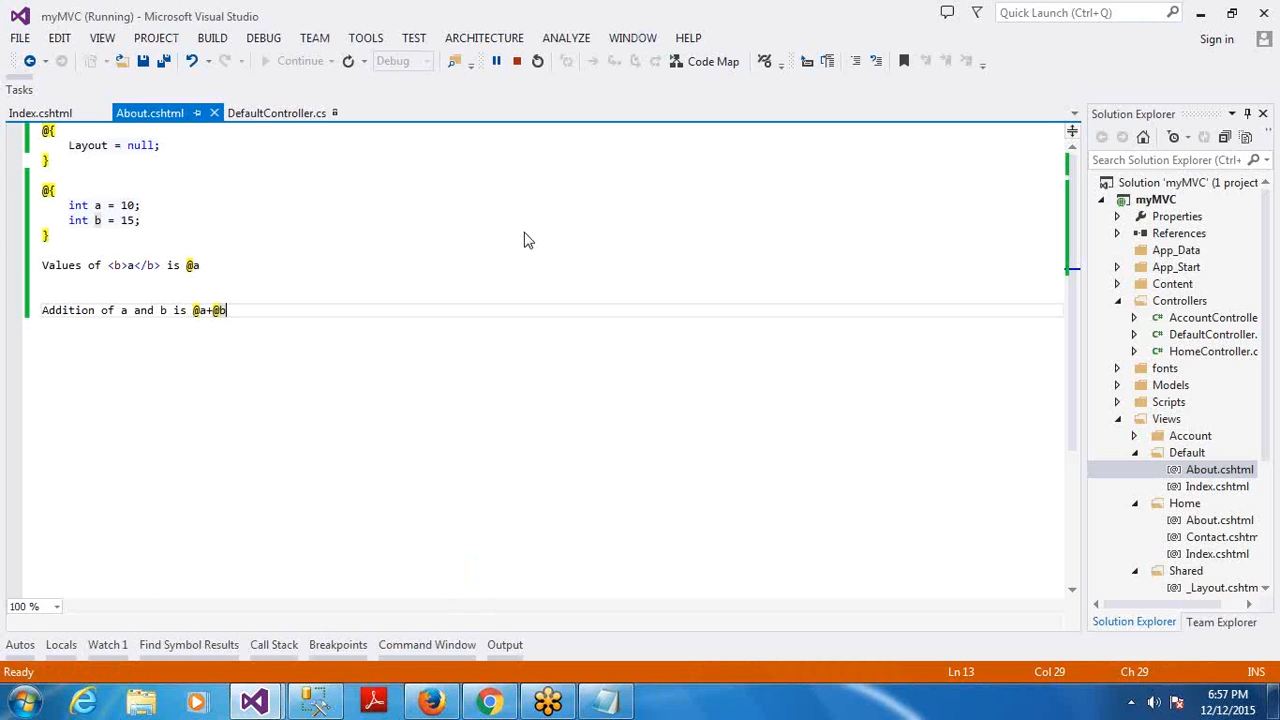 myMVC (Running) - Microsoft Visual Studio
Quick Launch (Ctrl+Q)
FILE EDIT VIEW PROJECT BUILD DEBUG TEAM TOOLS TEST ARCHITECTURE ANALYZE WINDOW HELP
Sign in
Continue
Debug
Code Map
Tasks
Index.cshtml
About.cshtml
DefaultController.cs
@{
Layout = null;
}
@{
int a = 10;
int b = 15;
}
Values of <b>a</b> is @a
Addition of a and b is @a+@b
100 %
Solution Explorer
Search Solution Explorer (Ctrl+
Solution 'myMVC' (1 project
myMVC
Properties
References
App_Data
App_Start
Content
Controllers
AccountControlle
DefaultController.
HomeController.c
fonts
Models
Scripts
Views
Account
Default
About.cshtml
Index.cshtml
Home
About.cshtml
Contact.cshtm
Index.cshtml
Shared
_Layout.cshtm
Solution Explorer Team Explorer
Autos Locals Watch 1 Find Symbol Results Call Stack Breakpoints Command Window Output
Ready
Ln 13 Col 29 Ch 29 INS
6:57 PM
12/12/2015